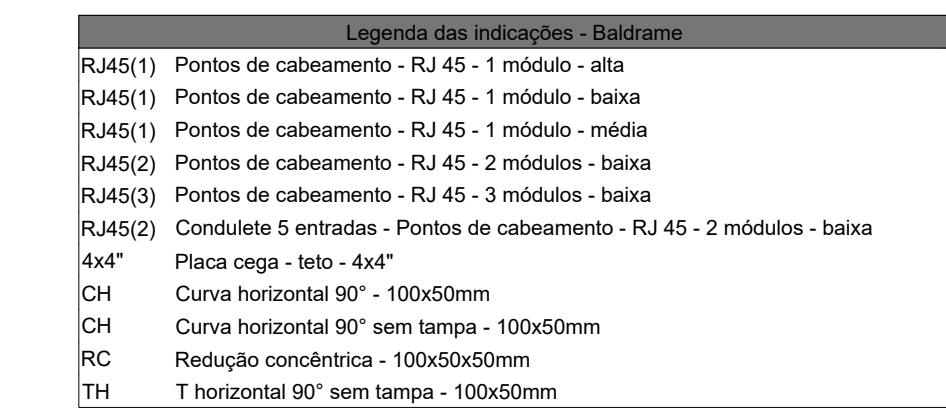 Legenda das indicações - Baldrame
RJ45(1) Pontos de cabeamento - RJ 45 - 1 módulo - alta
RJ45(1) Pontos de cabeamento - RJ 45 - 1 módulo - baixa
RJ45(1) Pontos de cabeamento - RJ 45 - 1 módulo - média
RJ45(2) Pontos de cabeamento - RJ 45 - 2 módulos - baixa
RJ45(3) Pontos de cabeamento - RJ 45 - 3 módulos - baixa
RJ45(2) Condulete 5 entradas - Pontos de cabeamento - RJ 45 - 2 módulos - baixa
4x4" Placa cega - teto - 4x4"
CH Curva horizontal 90° - 100x50mm
CH Curva horizontal 90° sem tampa - 100x50mm
RC Redução concêntrica - 100x50x50mm
TH T horizontal 90° sem tampa - 100x50mm